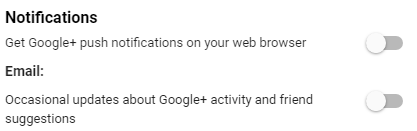 Notifications
Get Google+ push notifications on your web browser
Email:
Occasional updates about Google+ activity and friend
suggestions